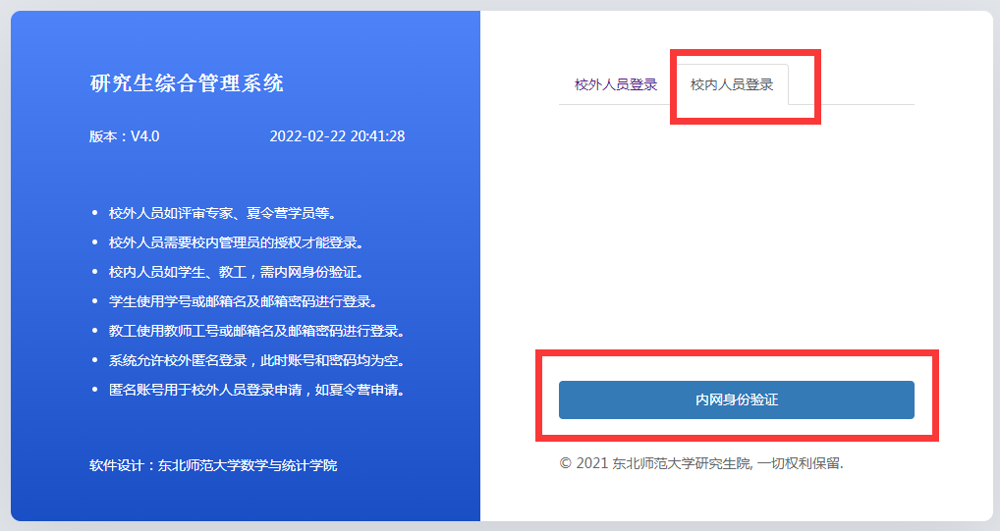 研究生综合管理系统
版本：V4.0 2022-02-22 20:41:28
校外人员如评审专家、夏令营学员等。
校外人员需要校内管理员的授权才能登录。
校内人员如学生、教工，需内网身份验证。
学生使用学号或邮箱名及邮箱密码进行登录。
教工使用教师工号或邮箱名及邮箱密码进行登录。
系统允许校外匿名登录，此时账号和密码均为空。
匿名账号用于校外人员登录申请，如夏令营申请。
软件设计：东北师范大学数学与统计学院
校外人员登录 校内人员登录
内网身份验证
© 2021 东北师范大学研究生院, 一切权利保留.